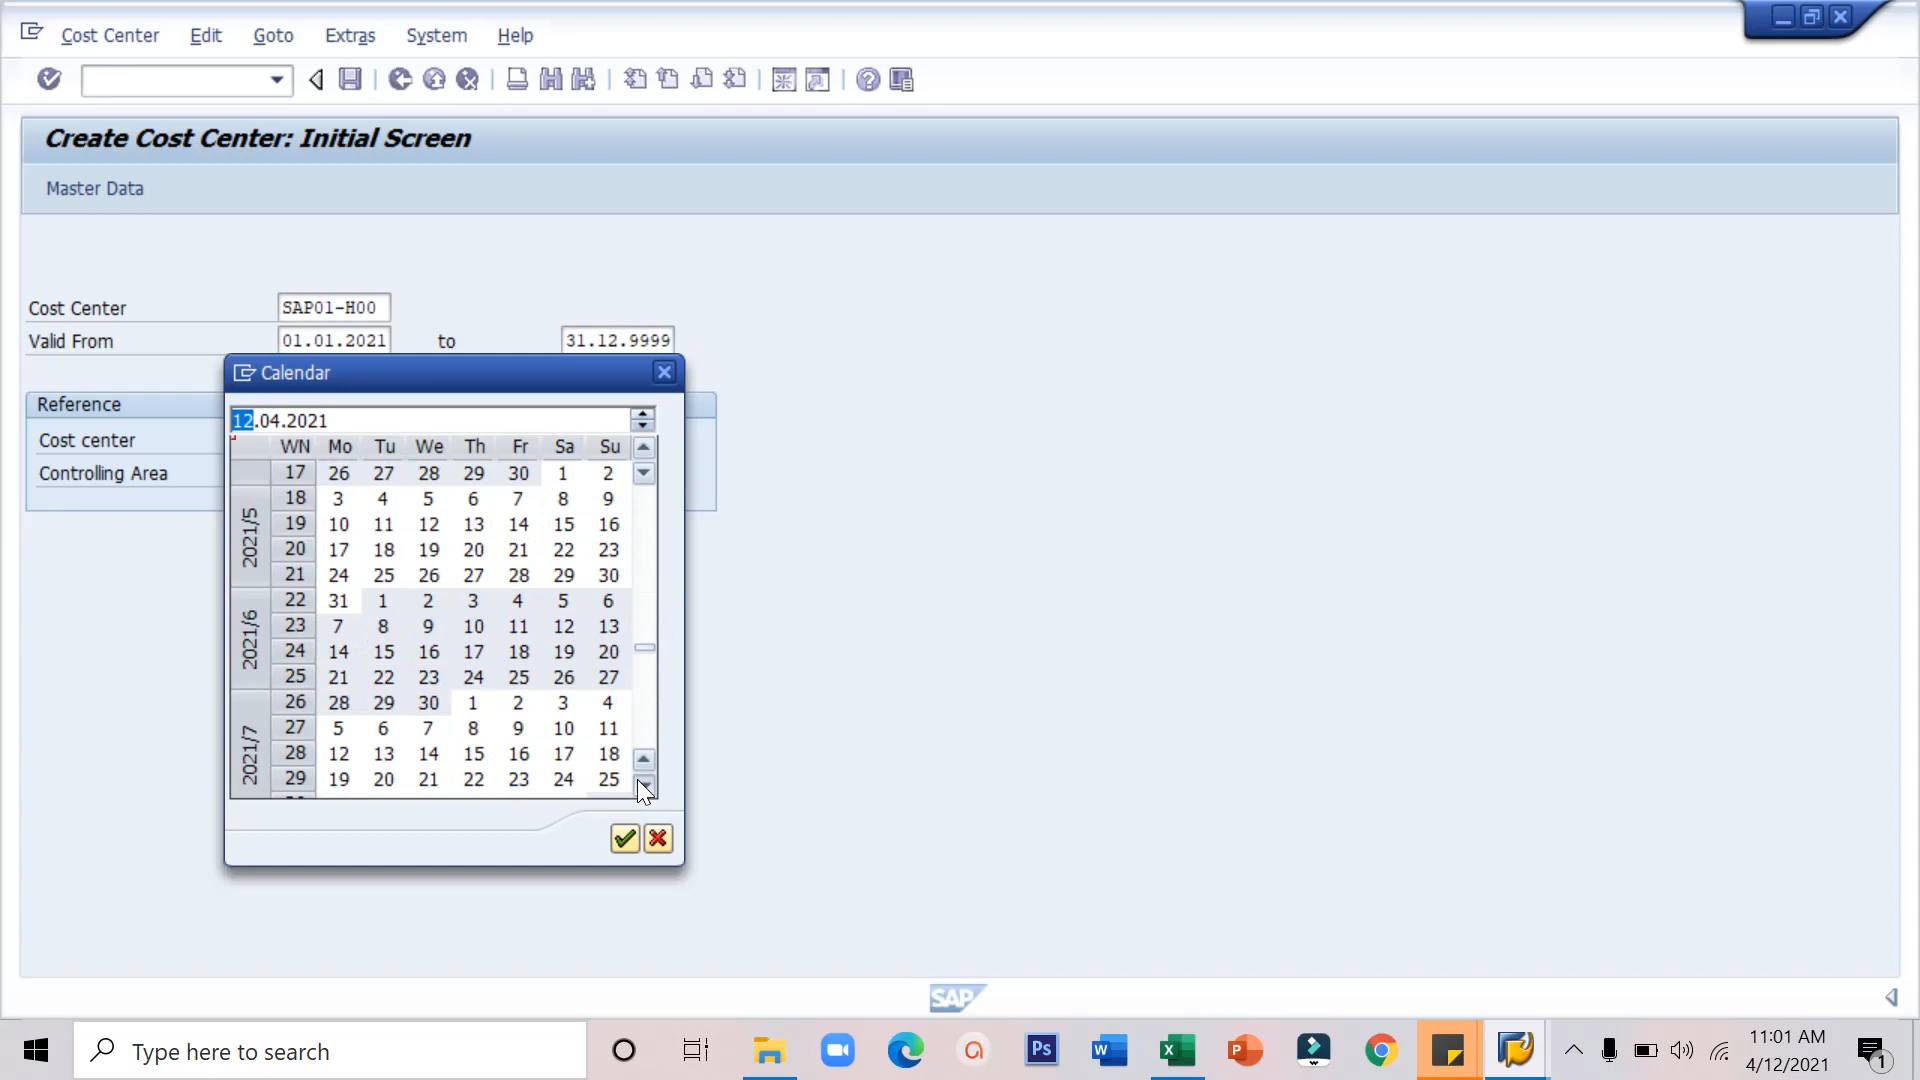 Cost Center Edit Goto Extras System Help
Create Cost Center: Initial Screen
Master Data
Cost Center SAP01-H00
Valid From 01.01.2021 to 31.12.9999
Calendar
Reference
Cost center
Controlling Area
12.04.2021
WN Mo Tu We Th Fr Sa Su
17 26 27 28 29 30 1 2
18 3 4 5 6 7 8 9
19 10 11 12 13 14 15 16
20 17 18 19 20 21 22 23
21 24 25 26 27 28 29 30
22 31 1 2 3 4 5 6
23 7 8 9 10 11 12 13
24 14 15 16 17 18 19 20
25 21 22 23 24 25 26 27
26 28 29 30 1 2 3 4
27 5 6 7 8 9 10 11
28 12 13 14 15 16 17 18
29 19 20 21 22 23 24 25
2021/5
2021/6
2021/7
SAP
Type here to search
Ps
W
X
P
11:01 AM
4/12/2021
1